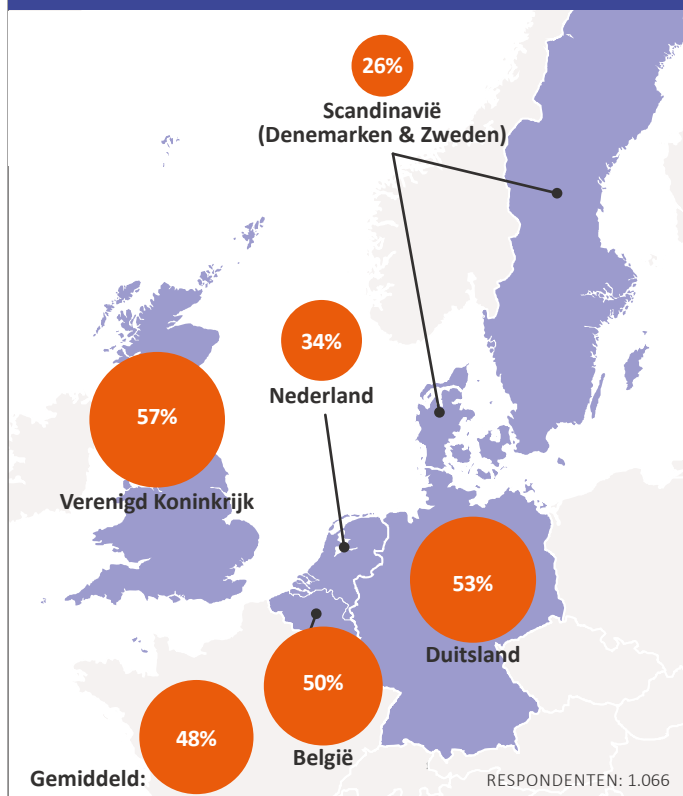 26%
Scandinavië
(Denemarken & Zweden)
34%
Nederland
57%
Verenigd Koninkrijk
53%
Duitsland
50%
België
48%
Gemiddeld:
RESPONDENTEN: 1.066